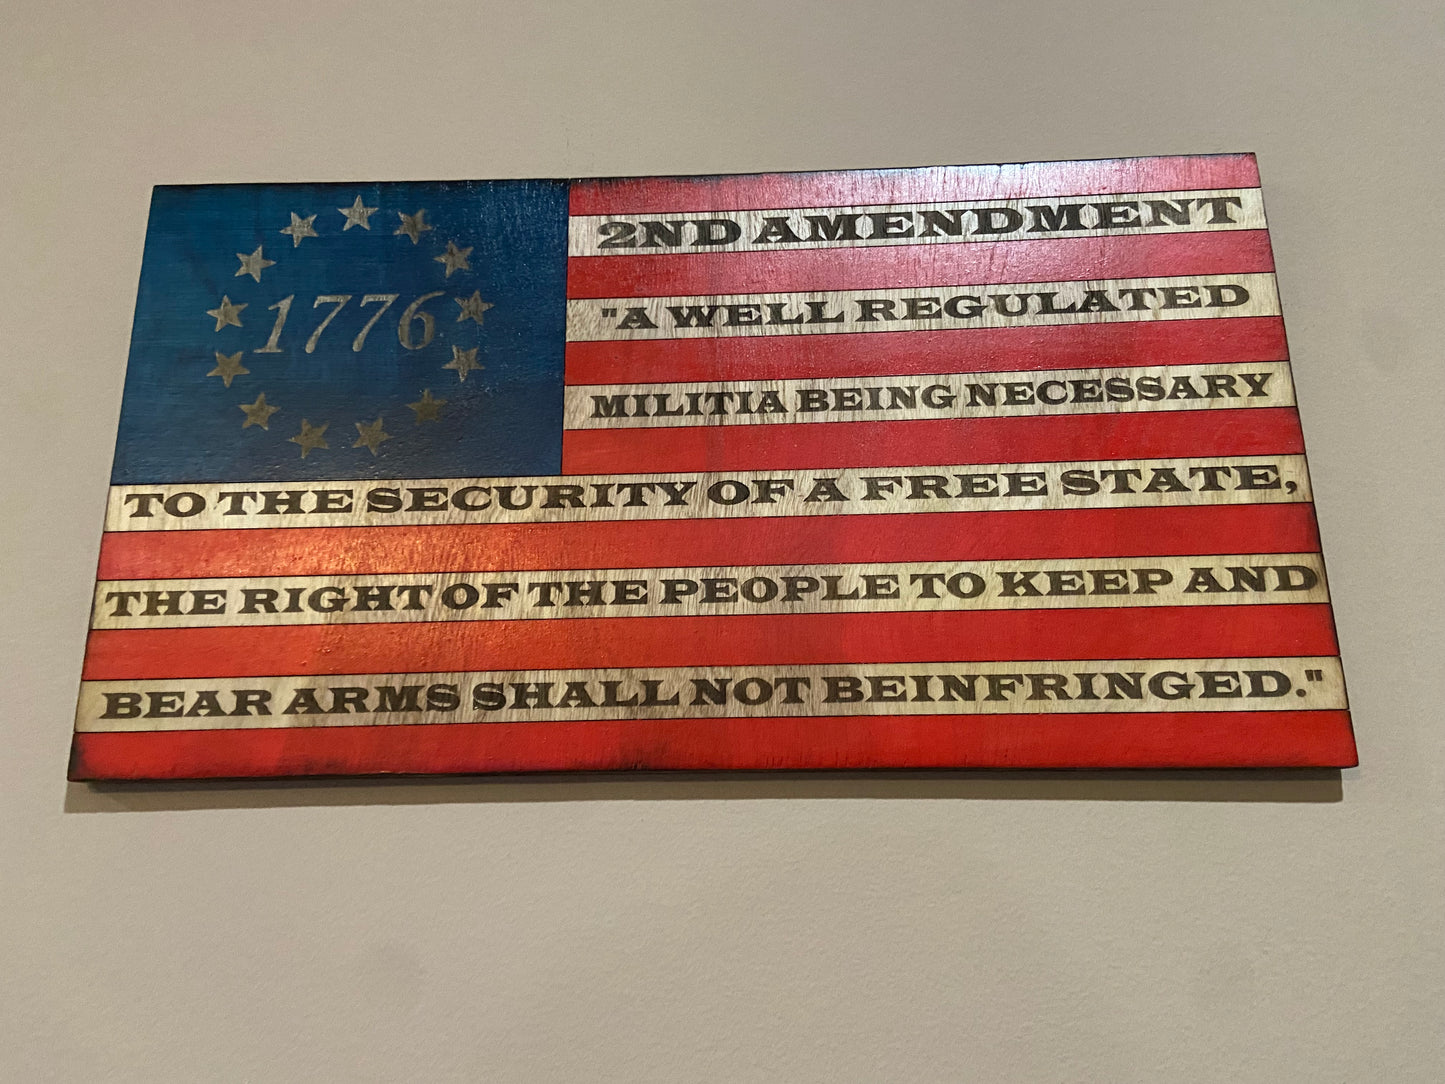 1776
2ND AMENDMENT
"A WELL REGULATED
MILITIA BEING NECESSARY
TO THE SECURITY OF A FREE STATE,
THE RIGHT OF THE PEOPLE TO KEEP AND
BEAR ARMS SHALL NOT BEINFRINGED."